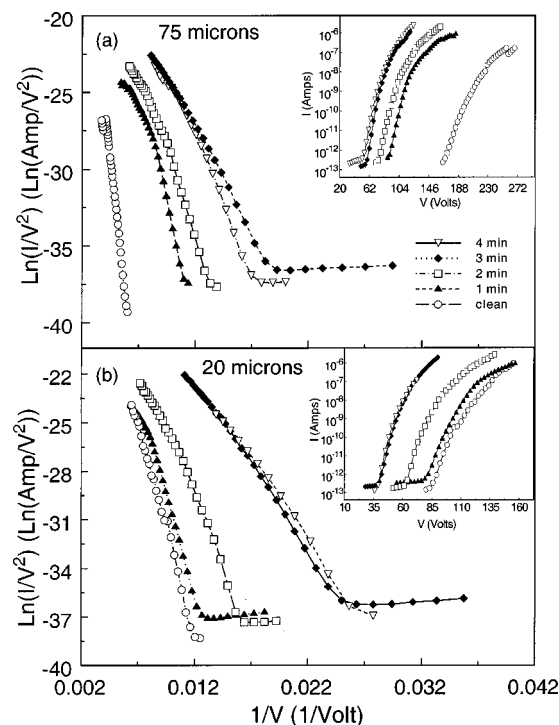 (a) 75 microns
Ln(I/V²) (Ln(Amp/V²))
-20
-25
-30
-37
I (Amps)
10⁻⁶
10⁻⁷
10⁻⁸
10⁻⁹
10⁻¹⁰
10⁻¹¹
10⁻¹²
10⁻¹³
20 62 104 146 188 230 272
V (Volts)
4 min
3 min
2 min
1 min
clean
(b) 20 microns
Ln(I/V²) (Ln(Amp/V²))
-22
-25
-28
-31
-37
-40
I (Amps)
10⁻⁶
10⁻⁷
10⁻⁸
10⁻⁹
10⁻¹⁰
10⁻¹¹
10⁻¹²
10⁻¹³
10 35 60 85 110 135 160
V (Volts)
0.002 0.012 0.022 0.032 0.042
1/V (1/Volt)